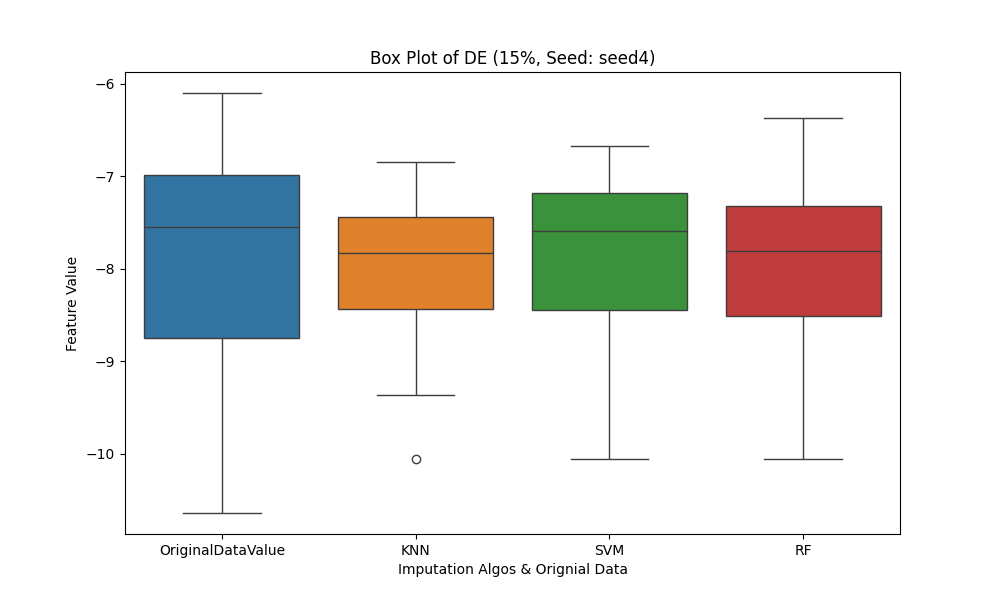 Box Plot of DE (15%, Seed: seed4)
−6
−7
−8
−9
−10
Feature Value
OriginalDataValue
KNN
SVM
RF
Imputation Algos & Orignial Data